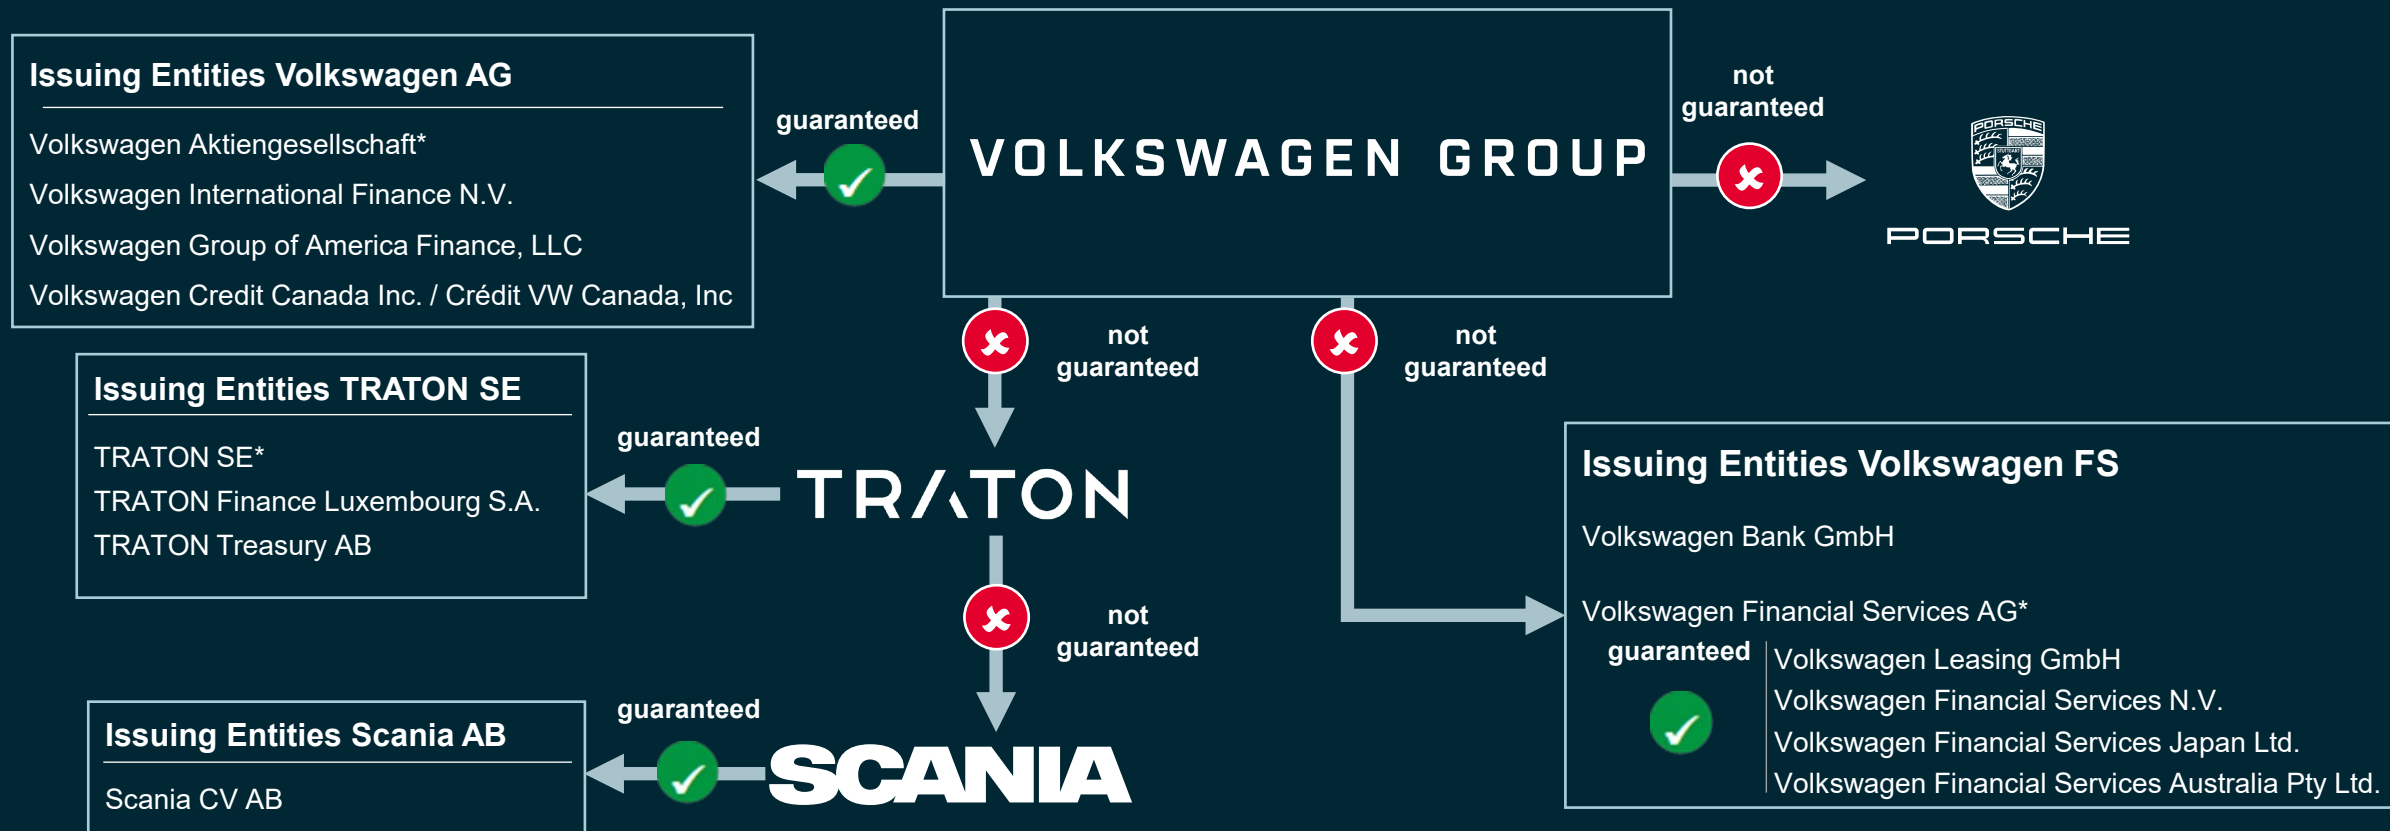 Issuing Entities Volkswagen AG
Volkswagen Aktiengesellschaft*
Volkswagen International Finance N.V.
Volkswagen Group of America Finance, LLC
Volkswagen Credit Canada Inc. / Crédit VW Canada, Inc
guaranteed
VOLKSWAGEN GROUP
not
guaranteed
PORSCHE
STUTTGART
PORSCHE
not
guaranteed
not
guaranteed
Issuing Entities TRATON SE
TRATON SE*
TRATON Finance Luxembourg S.A.
TRATON Treasury AB
guaranteed
TRATON
not
guaranteed
Issuing Entities Scania AB
Scania CV AB
guaranteed
SCANIA
Issuing Entities Volkswagen FS
Volkswagen Bank GmbH
Volkswagen Financial Services AG*
guaranteed
Volkswagen Leasing GmbH
Volkswagen Financial Services N.V.
Volkswagen Financial Services Japan Ltd.
Volkswagen Financial Services Australia Pty Ltd.